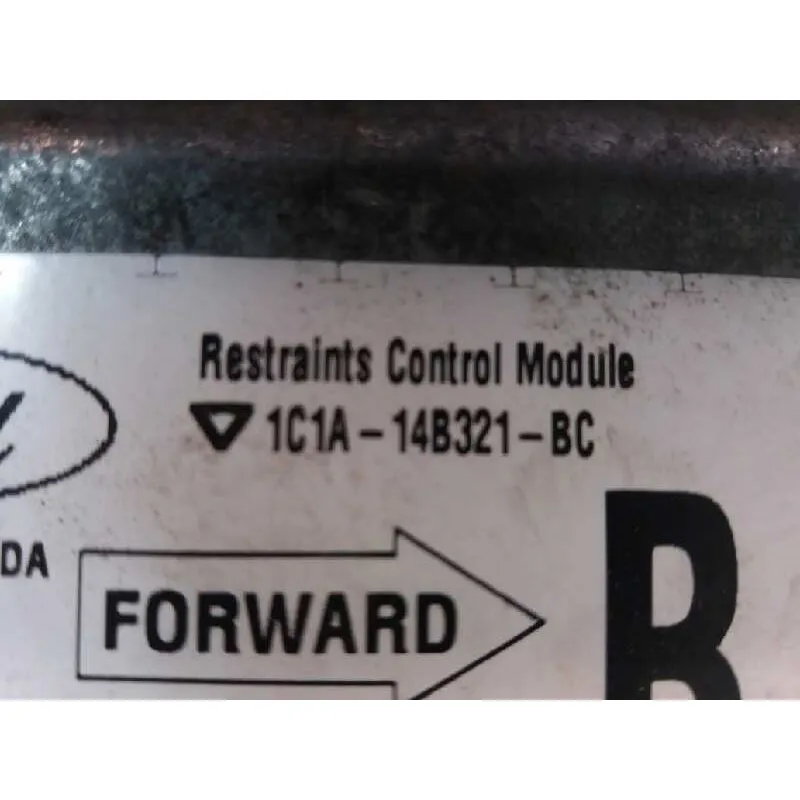 Restraints Control Module
1C1A-14B321-BC
DA
FORWARD